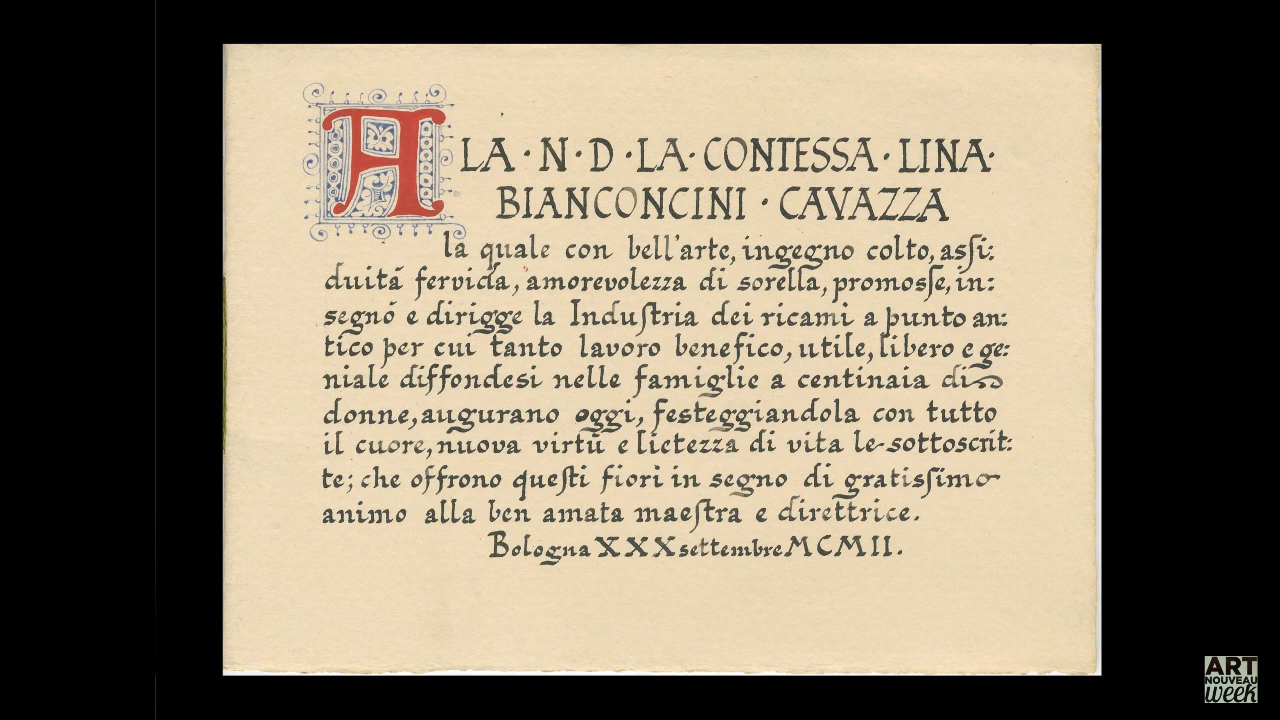 A LA · N · D · LA · CONTESSA · LINA ·
BIANCONCINI · CAVAZZA
la quale con bell'arte, ingegno colto, aſsi:
duitá fervida, amorevolezza di sorella, promosſe, in:
segnó e dirigge la Induſtria dei ricami a punto an:
tico per cui tanto lavoro benefico, utile, libero e ge:
niale diffondesi nelle famiglie a centinaia di
donne, augurano oggi, festeggiandola con tutto
il cuore, nuova virtù e lietezza di vita le sottoscrit:
te; che offrono queſti fiori in segno di gratisſimo
animo alla ben amata maeſtra e direttrice.
Bologna XXX settembre MCMII.
ART
NOUVEAU
week